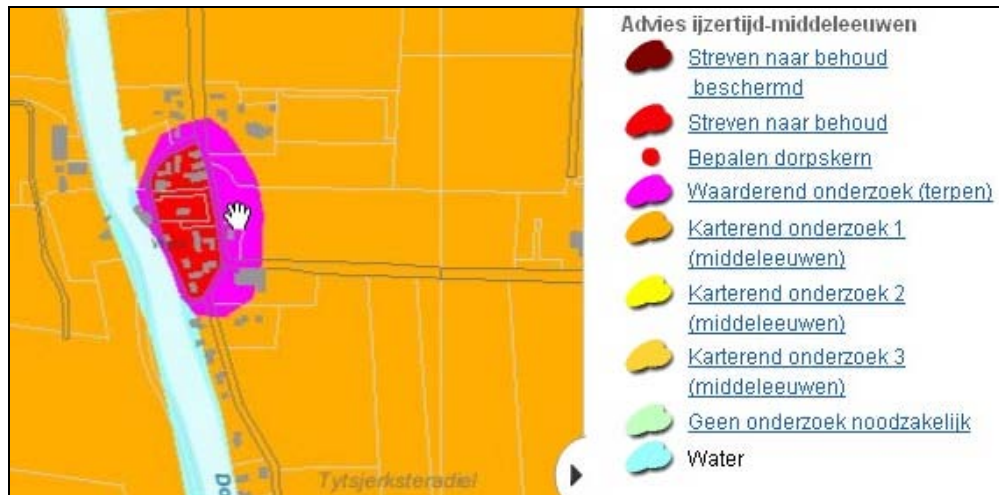 Advies ijzertijd-middeleeuwen
Streven naar behoud
beschermd
Streven naar behoud
Bepalen dorpskern
Waarderend onderzoek (terpen)
Karterend onderzoek 1
(middeleeuwen)
Karterend onderzoek 2
(middeleeuwen)
Karterend onderzoek 3
(middeleeuwen)
Geen onderzoek noodzakelijk
Water
Tytsjerksteradiel